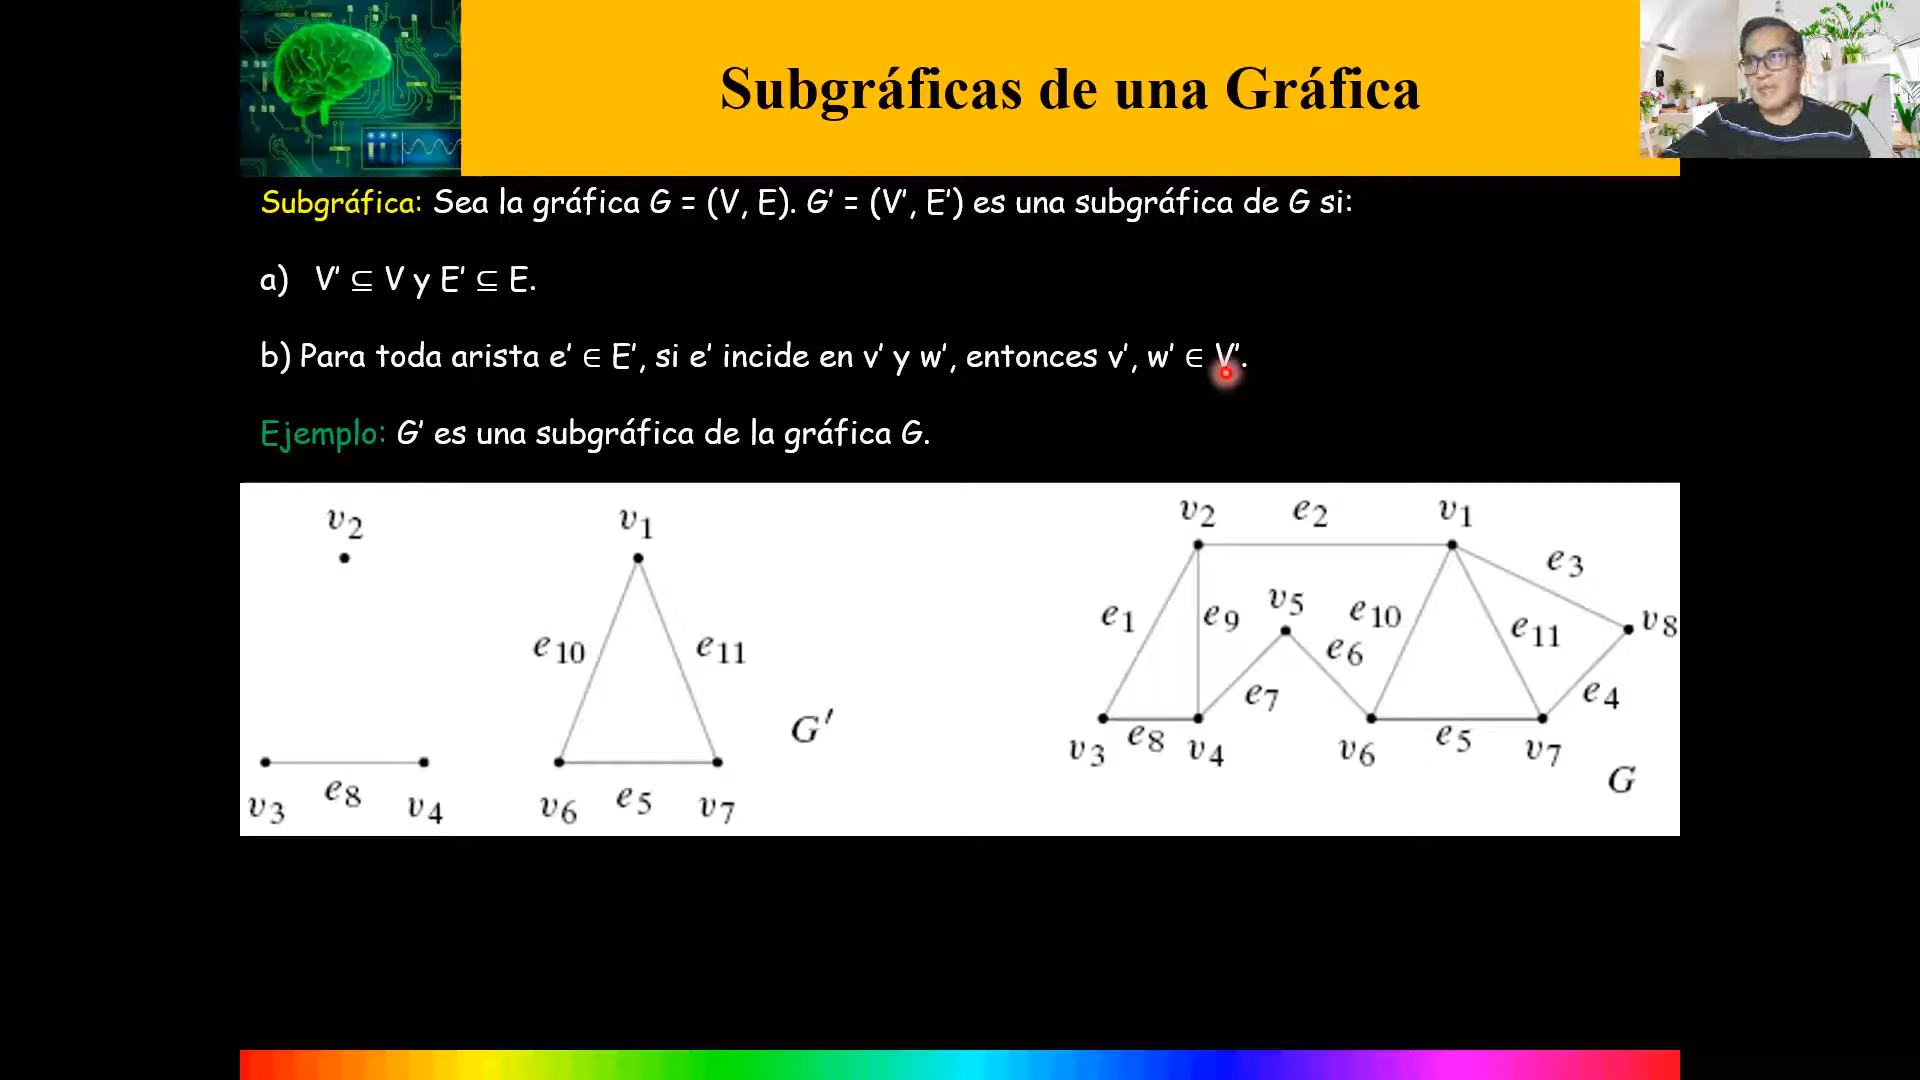 Subgráficas de una Gráfica
Subgráfica: Sea la gráfica G = (V, E). G' = (V', E') es una subgráfica de G si:
a) V' ⊆ V y E' ⊆ E.
b) Para toda arista e' ∈ E', si e' incide en v' y w', entonces v', w' ∈ V'.
Ejemplo: G' es una subgráfica de la gráfica G.
v2 v1
e10 e11
G'
v3 e8 v4 v6 e5 v7
v2 e2 v1
e3
e1 e9 v5 e10 e11 v8
e6
e7 e4
v3 e8 v4 v6 e5 v7
G